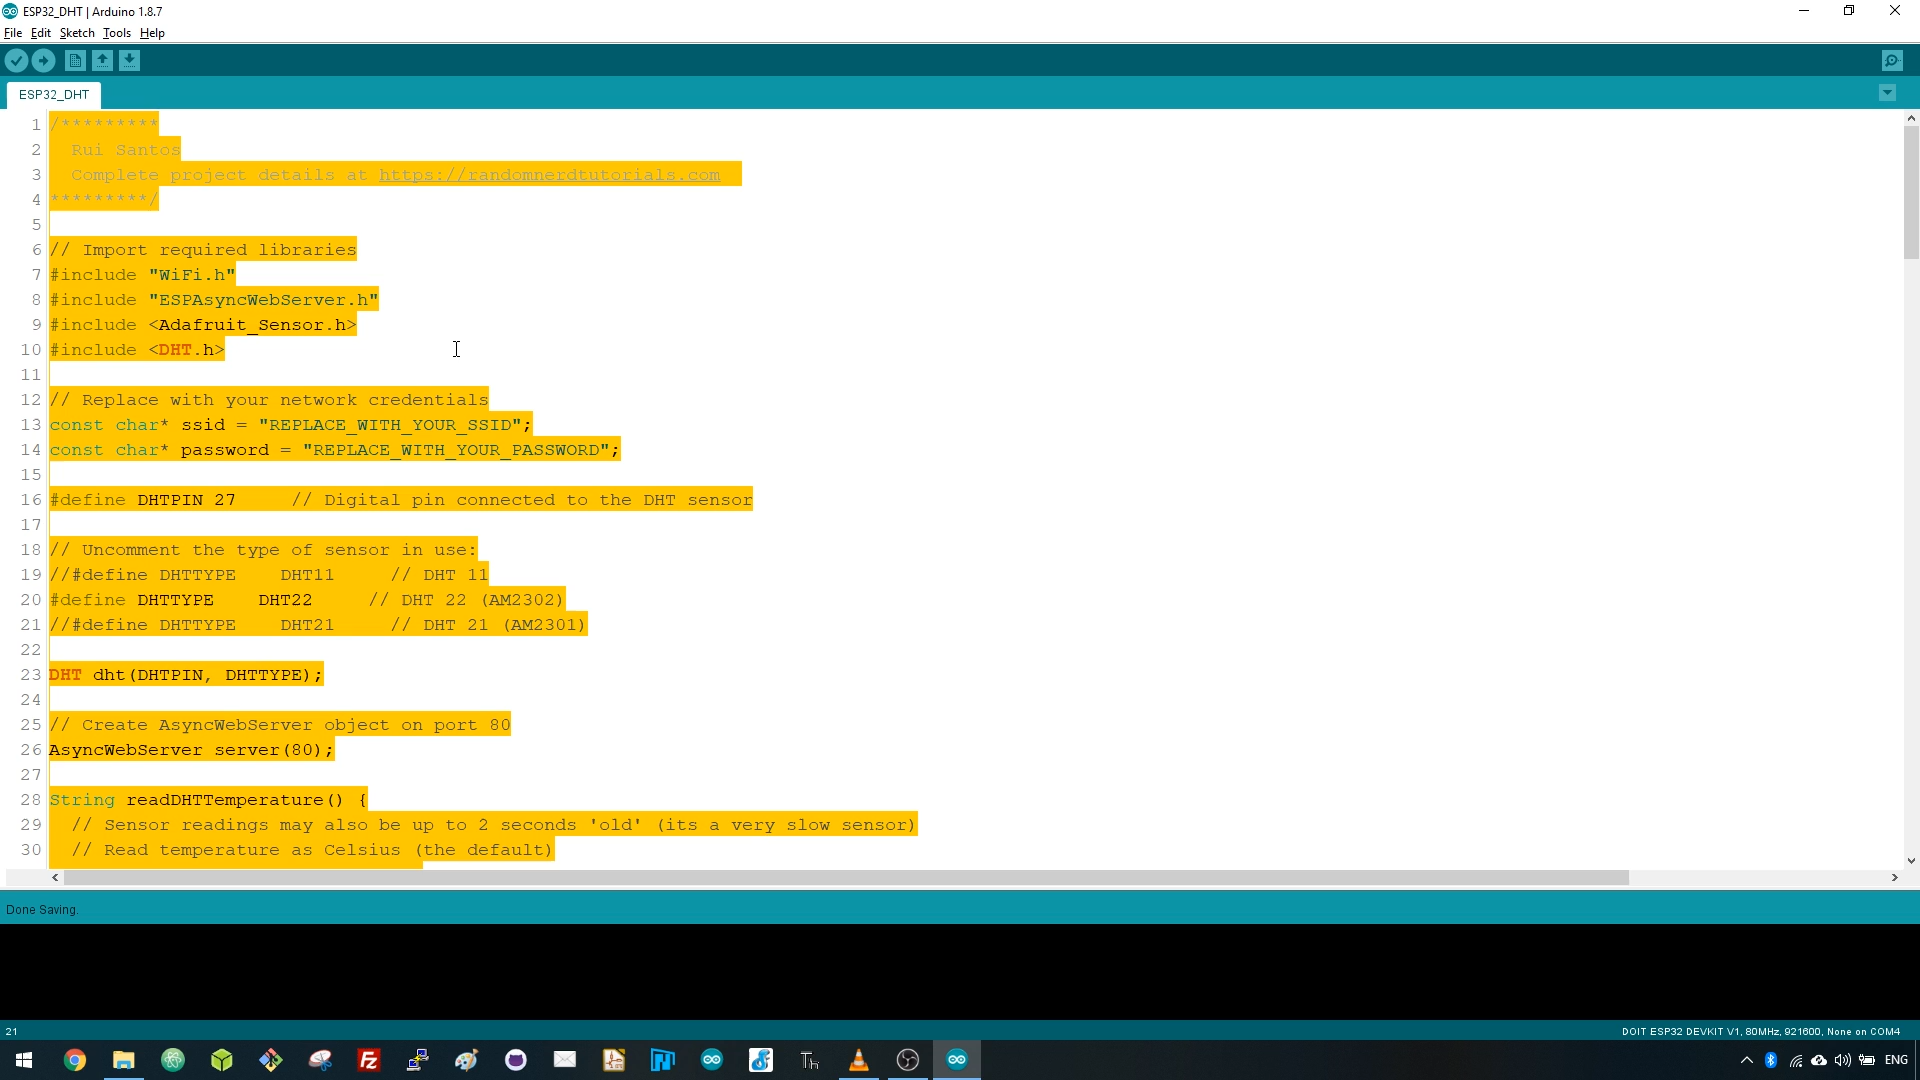 ESP32_DHT | Arduino 1.8.7
File Edit Sketch Tools Help
ESP32_DHT
1 /*********
2   Rui Santos
3   Complete project details at https://randomnerdtutorials.com
4 *********/
5
6 // Import required libraries
7 #include "WiFi.h"
8 #include "ESPAsyncWebServer.h"
9 #include <Adafruit_Sensor.h>
10 #include <DHT.h>
11
12 // Replace with your network credentials
13 const char* ssid = "REPLACE_WITH_YOUR_SSID";
14 const char* password = "REPLACE_WITH_YOUR_PASSWORD";
15
16 #define DHTPIN 27     // Digital pin connected to the DHT sensor
17
18 // Uncomment the type of sensor in use:
19 //#define DHTTYPE    DHT11     // DHT 11
20 #define DHTTYPE    DHT22     // DHT 22 (AM2302)
21 //#define DHTTYPE    DHT21     // DHT 21 (AM2301)
22
23 DHT dht(DHTPIN, DHTTYPE);
24
25 // Create AsyncWebServer object on port 80
26 AsyncWebServer server(80);
27
28 String readDHTTemperature() {
29   // Sensor readings may also be up to 2 seconds 'old' (its a very slow sensor)
30   // Read temperature as Celsius (the default)
Done Saving.
21 DOIT ESP32 DEVKIT V1, 80MHz, 921600, None on COM4
Th ENG